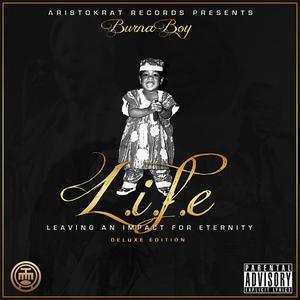 ARISTOKRAT RECORDS PRESENTS
Burna Boy
L.i.f.e
LEAVING AN IMPACT FOR ETERNITY
DELUXE EDITION
PARENTAL
ADVISORY
EXPLICIT LYRICS